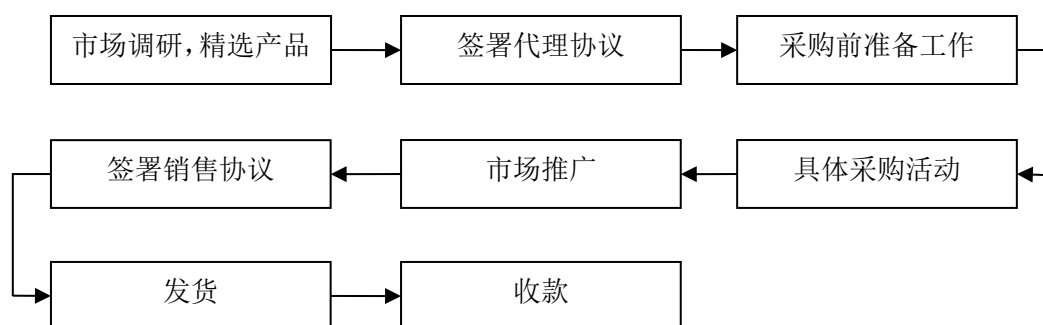 市场调研，精选产品
签署代理协议
采购前准备工作
具体采购活动
市场推广
签署销售协议
发货
收款